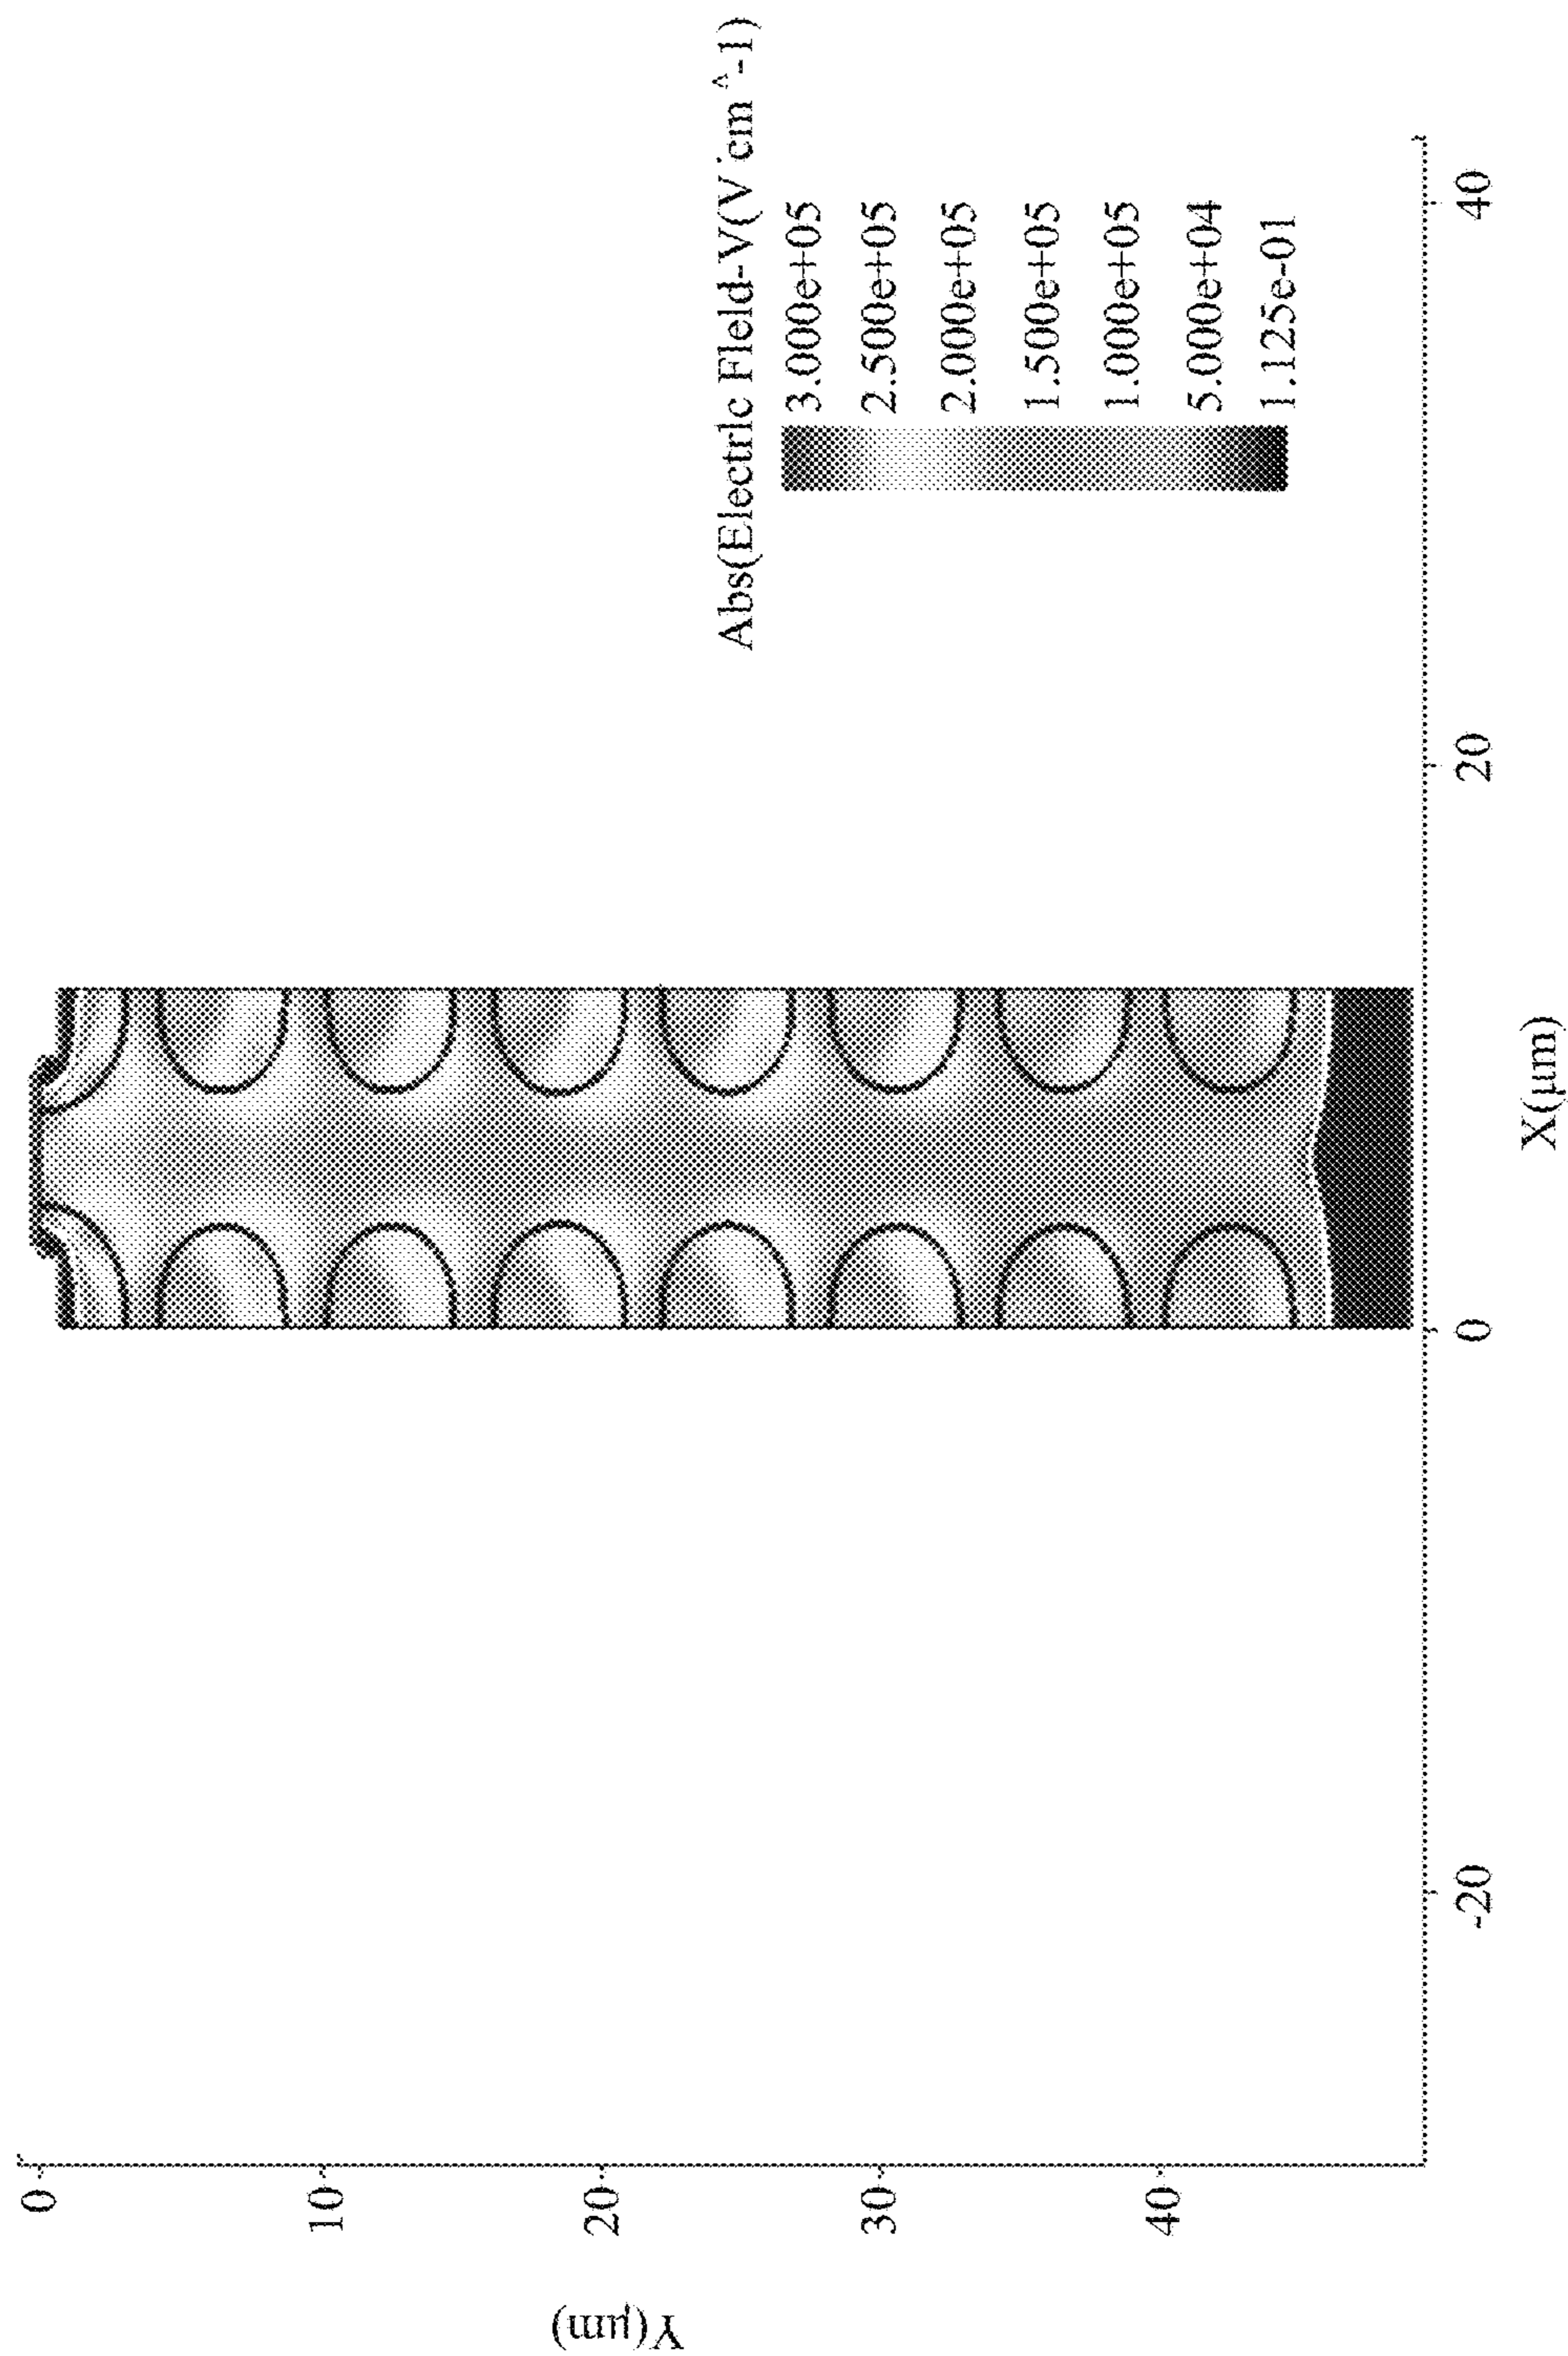 Y(μm)
0
10
20
30
40
Abs(Electric Field-V(V cm^-1)
3.000e+05
2.500e+05
2.000e+05
1.500e+05
1.000e+05
5.000e+04
1.125e-01
-20
0
20
40
X(μm)